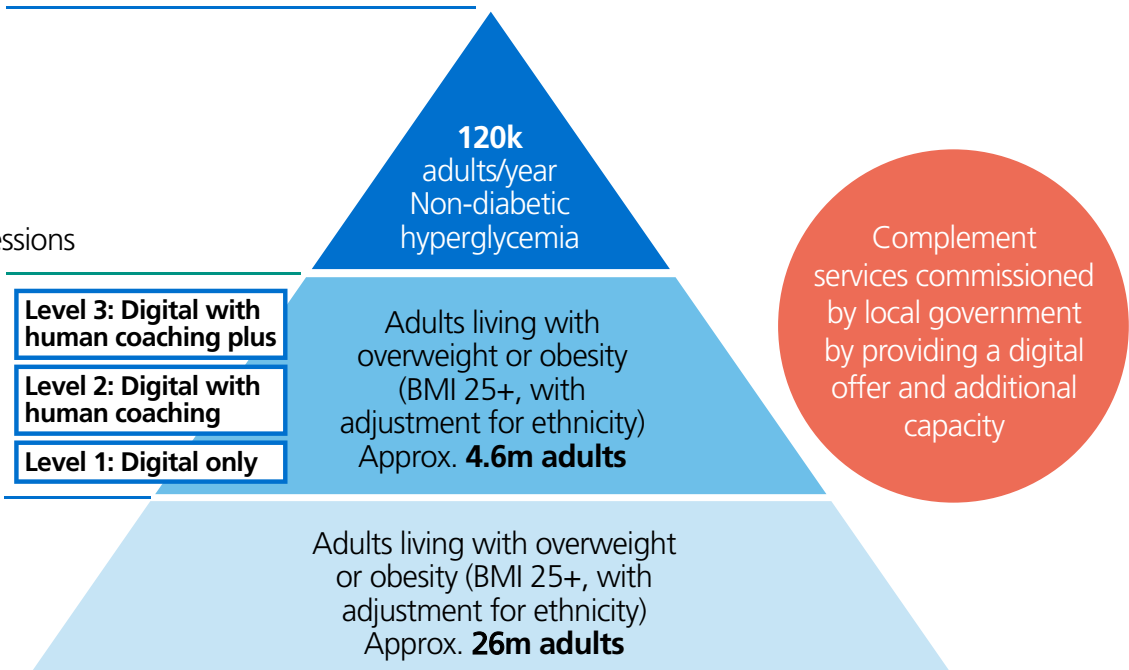 120k
adults/year
Non-diabetic
hyperglycemia
essions
Level 3: Digital with
human coaching plus
Level 2: Digital with
human coaching
Level 1: Digital only
Adults living with
overweight or obesity
(BMI 25+, with
adjustment for ethnicity)
Approx. 4.6m adults
Complement
services commissioned
by local government
by providing a digital
offer and additional
capacity
Adults living with overweight
or obesity (BMI 25+, with
adjustment for ethnicity)
Approx. 26m adults